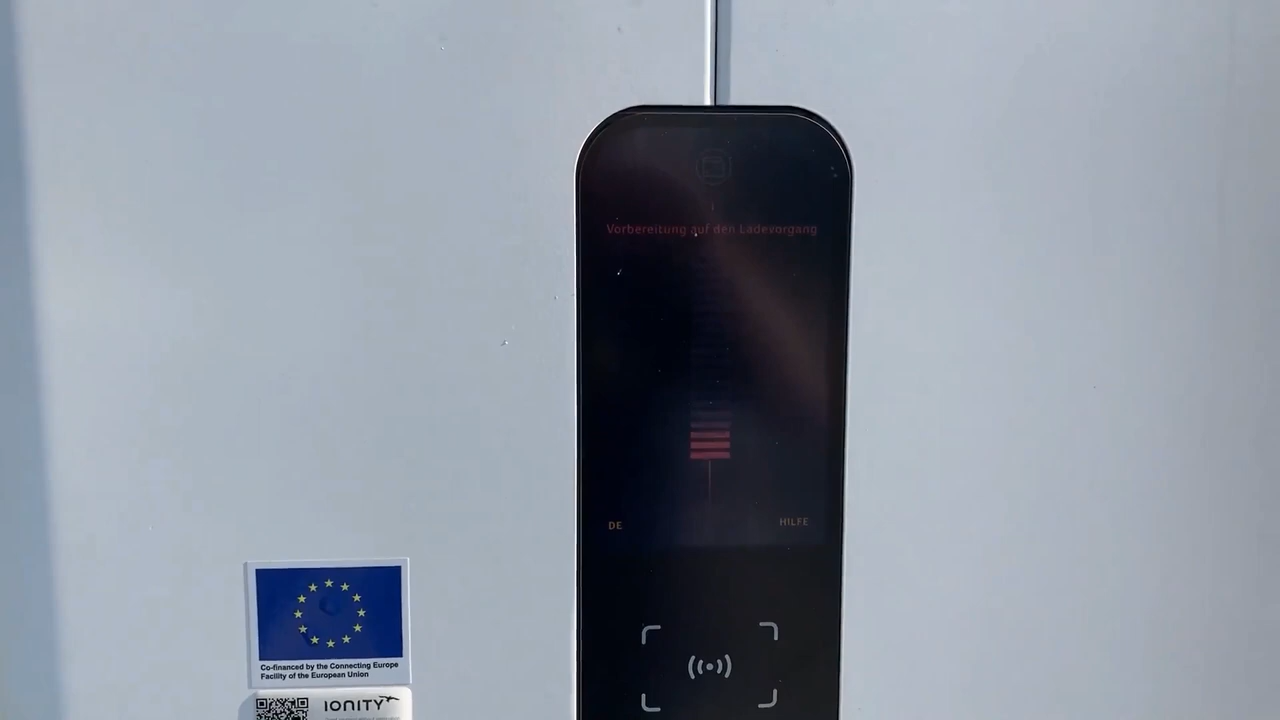 Vorbereitung auf den Ladevorgang
DE
HILFE
Co-financed by the Connecting Europe
Facility of the European Union
IONITY